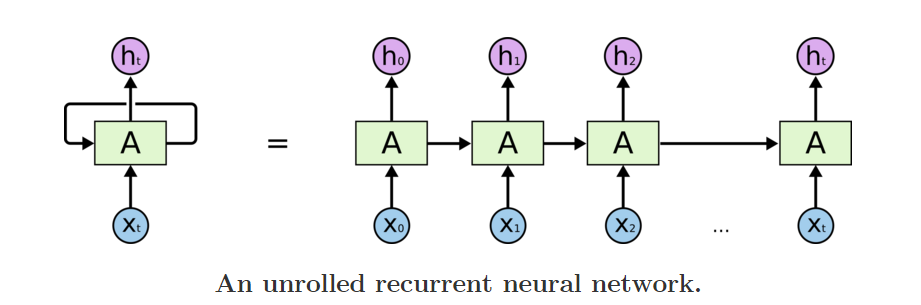 hₜ h₀ h₁ h₂ hₜ
A = A A A A
xₜ x₀ x₁ x₂ ... xₜ
An unrolled recurrent neural network.